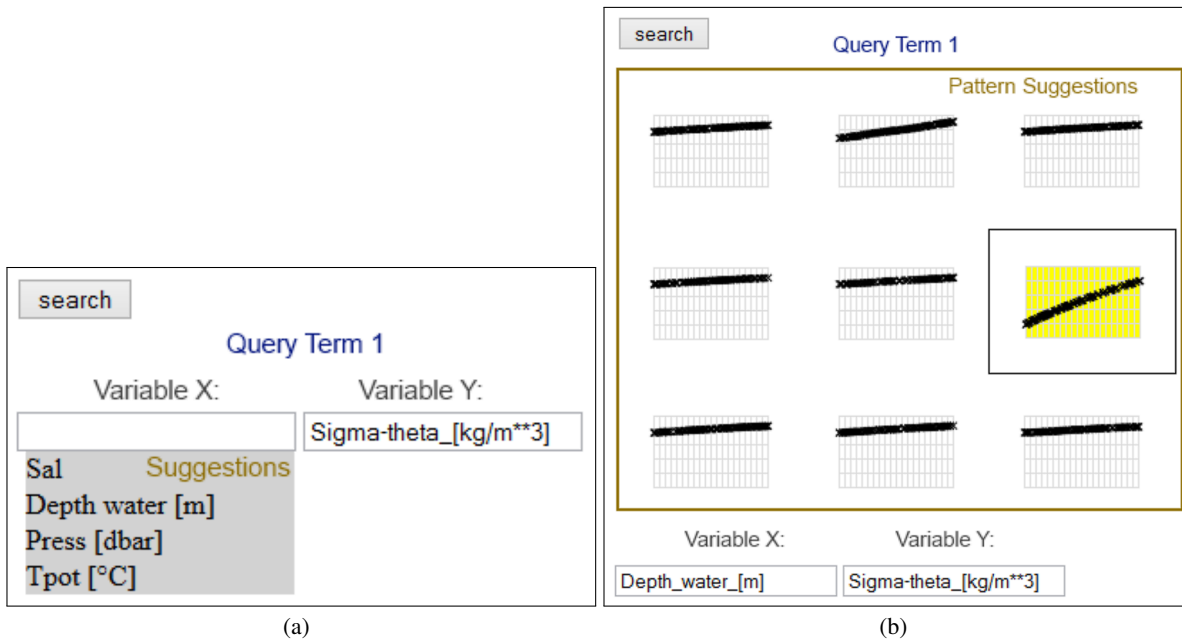 search
Query Term 1
Variable X:
Variable Y:
Sigma-theta_[kg/m**3]
Sal
Suggestions
Depth water [m]
Press [dbar]
Tpot [°C]
(a)
search
Query Term 1
Pattern Suggestions
Variable X:
Variable Y:
Depth_water_[m]
Sigma-theta_[kg/m**3]
(b)